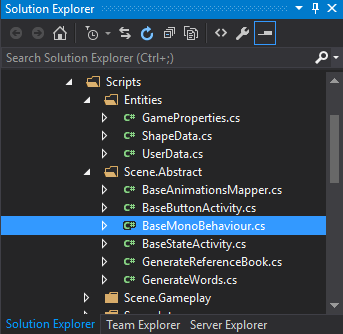 Solution Explorer
Search Solution Explorer (Ctrl+;)
Scripts
Entities
C# GameProperties.cs
C# ShapeData.cs
C# UserData.cs
Scene.Abstract
C# BaseAnimationsMapper.cs
C# BaseButtonActivity.cs
C# BaseMonoBehaviour.cs
C# BaseStateActivity.cs
C# GenerateReferenceBook.cs
C# GenerateWords.cs
Scene.Gameplay
Solution Explorer Team Explorer Server Explorer